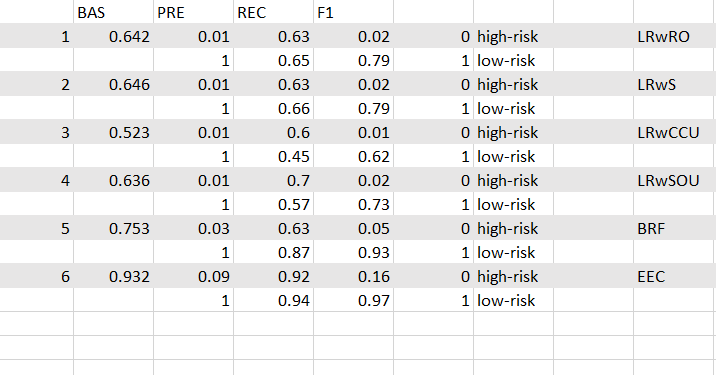 BAS PRE REC F1
1 0.642 0.01 0.63 0.02 0 high-risk LRwRO
1 0.65 0.79 1 low-risk
2 0.646 0.01 0.63 0.02 0 high-risk LRwS
1 0.66 0.79 1 low-risk
3 0.523 0.01 0.6 0.01 0 high-risk LRwCCU
1 0.45 0.62 1 low-risk
4 0.636 0.01 0.7 0.02 0 high-risk LRwSOU
1 0.57 0.73 1 low-risk
5 0.753 0.03 0.63 0.05 0 high-risk BRF
1 0.87 0.93 1 low-risk
6 0.932 0.09 0.92 0.16 0 high-risk EEC
1 0.94 0.97 1 low-risk